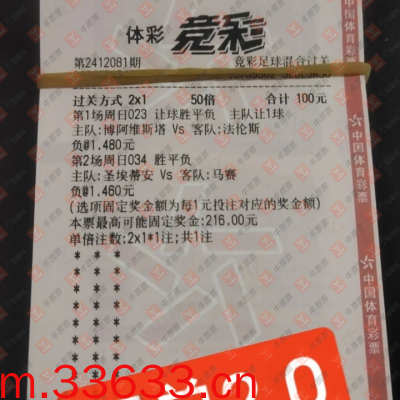 体彩 竞彩
第2412081期 竞彩足球混合过关
过关方式 2x1 50倍 合计 100元
第1场周日023 让球胜平负 主队让1球
主队:博阿维斯塔 Vs 客队:法伦斯
负@1.480元
第2场周日034 胜平负
主队:圣埃蒂安 Vs 客队:马赛
负@1.460元
(选项固定奖金额为每1元投注对应的奖金额)
本票最高可能固定奖金:216.00元
单倍注数:2x1*1注;共1注
* * *
* * *
* * *
* * *
* * *
* * *
* * *
中国体育彩票
中国体育彩票
m.33633.cn